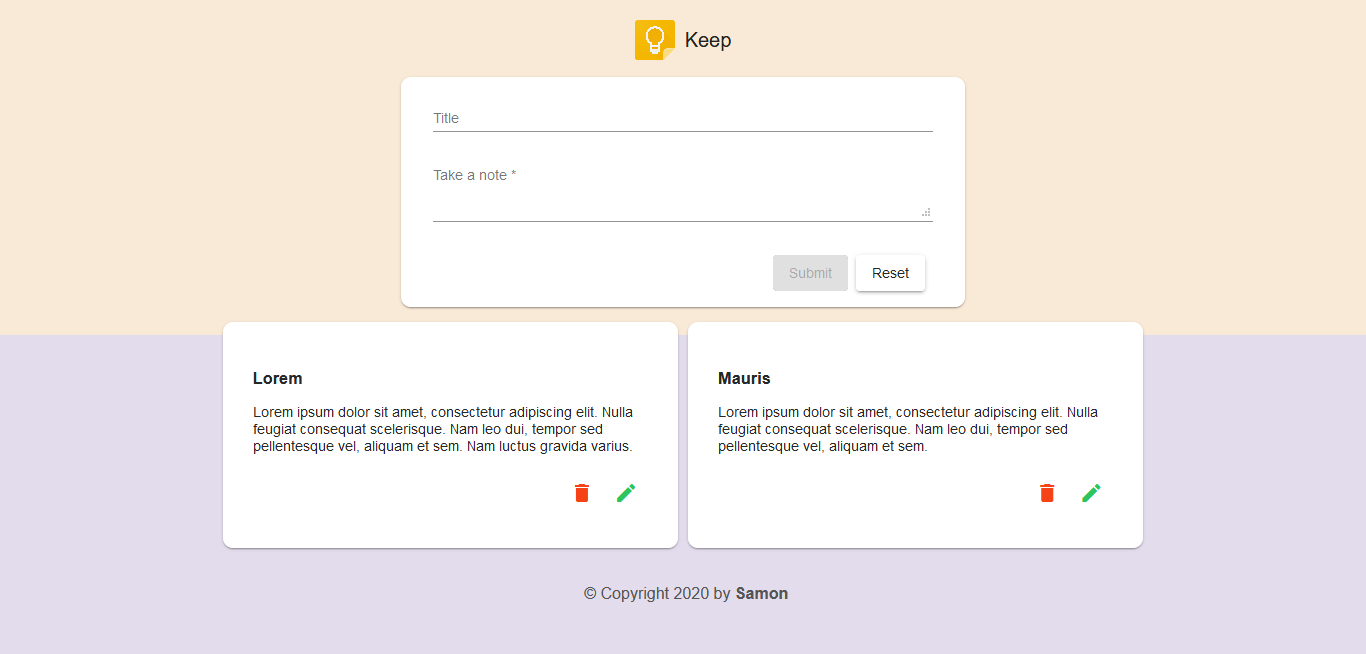 Keep
Title
Take a note *
Submit Reset
Lorem
Lorem ipsum dolor sit amet, consectetur adipiscing elit. Nulla
feugiat consequat scelerisque. Nam leo dui, tempor sed
pellentesque vel, aliquam et sem. Nam luctus gravida varius.
Mauris
Lorem ipsum dolor sit amet, consectetur adipiscing elit. Nulla
feugiat consequat scelerisque. Nam leo dui, tempor sed
pellentesque vel, aliquam et sem.
© Copyright 2020 by Samon